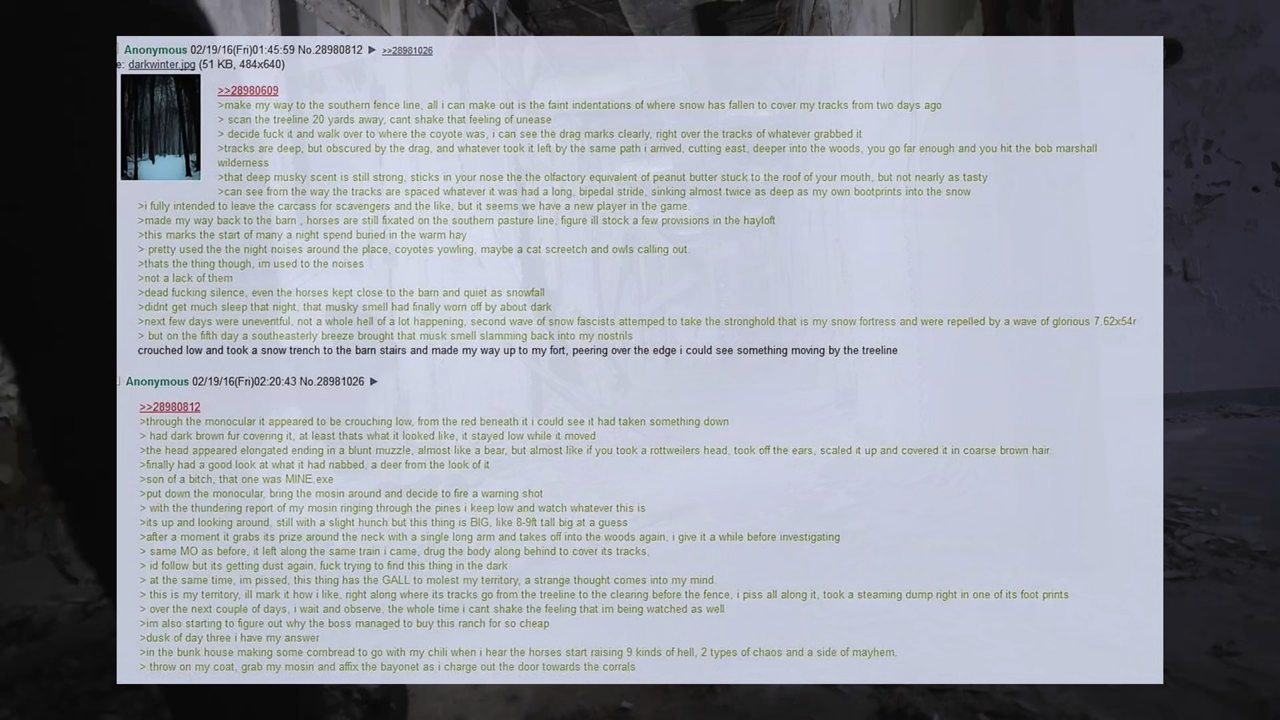 Anonymous 02/19/16(Fri)01:45:59 No.28980812 ▶ >>28981026
e: darkwinter.jpg (51 KB, 484x640)
>>28980609
>make my way to the southern fence line, all i can make out is the faint indentations of where snow has fallen to cover my tracks from two days ago
> scan the treeline 20 yards away, cant shake that feeling of unease
> decide fuck it and walk over to where the coyote was, i can see the drag marks clearly, right over the tracks of whatever grabbed it
>tracks are deep, but obscured by the drag, and whatever took it left by the same path i arrived, cutting east, deeper into the woods, you go far enough and you hit the bob marshall
wilderness
>that deep musky scent is still strong, sticks in your nose the the olfactory equivalent of peanut butter stuck to the roof of your mouth, but not nearly as tasty
>can see from the way the tracks are spaced whatever it was had a long, bipedal stride, sinking almost twice as deep as my own bootprints into the snow
>i fully intended to leave the carcass for scavengers and the like, but it seems we have a new player in the game.
>made my way back to the barn , horses are still fixated on the southern pasture line, figure ill stock a few provisions in the hayloft
>this marks the start of many a night spend buried in the warm hay
> pretty used the the night noises around the place, coyotes yowling, maybe a cat screetch and owls calling out.
>thats the thing though, im used to the noises
>not a lack of them
>dead fucking silence, even the horses kept close to the barn and quiet as snowfall
>didnt get much sleep that night, that musky smell had finally worn off by about dark
>next few days were uneventful, not a whole hell of a lot happening, second wave of snow fascists attemped to take the stronghold that is my snow fortress and were repelled by a wave of glorious 7.62x54r
> but on the fifth day a southeasterly breeze brought that musk smell slamming back into my nostrils
crouched low and took a snow trench to the barn stairs and made my way up to my fort, peering over the edge i could see something moving by the treeline
Anonymous 02/19/16(Fri)02:20:43 No.28981026 ▶
>>28980812
>through the monocular it appeared to be crouching low, from the red beneath it i could see it had taken something down
> had dark brown fur covering it, at least thats what it looked like, it stayed low while it moved
>the head appeared elongated ending in a blunt muzzle, almost like a bear, but almost like if you took a rottweilers head, took off the ears, scaled it up and covered it in coarse brown hair.
>finally had a good look at what it had nabbed, a deer from the look of it
>son of a bitch, that one was MINE.exe
>put down the monocular, bring the mosin around and decide to fire a warning shot
> with the thundering report of my mosin ringing through the pines i keep low and watch whatever this is
>its up and looking around, still with a slight hunch but this thing is BIG, like 8-9ft tall big at a guess
>after a moment it grabs its prize around the neck with a single long arm and takes off into the woods again, i give it a while before investigating
> same MO as before, it left along the same train i came, drug the body along behind to cover its tracks,
> id follow but its getting dust again, fuck trying to find this thing in the dark
> at the same time, im pissed, this thing has the GALL to molest my territory, a strange thought comes into my mind.
> this is my territory, ill mark it how i like, right along where its tracks go from the treeline to the clearing before the fence, i piss all along it, took a steaming dump right in one of its foot prints
> over the next couple of days, i wait and observe, the whole time i cant shake the feeling that im being watched as well
>im also starting to figure out why the boss managed to buy this ranch for so cheap
>dusk of day three i have my answer
>in the bunk house making some cornbread to go with my chili when i hear the horses start raising 9 kinds of hell, 2 types of chaos and a side of mayhem.
> throw on my coat, grab my mosin and affix the bayonet as i charge out the door towards the corrals